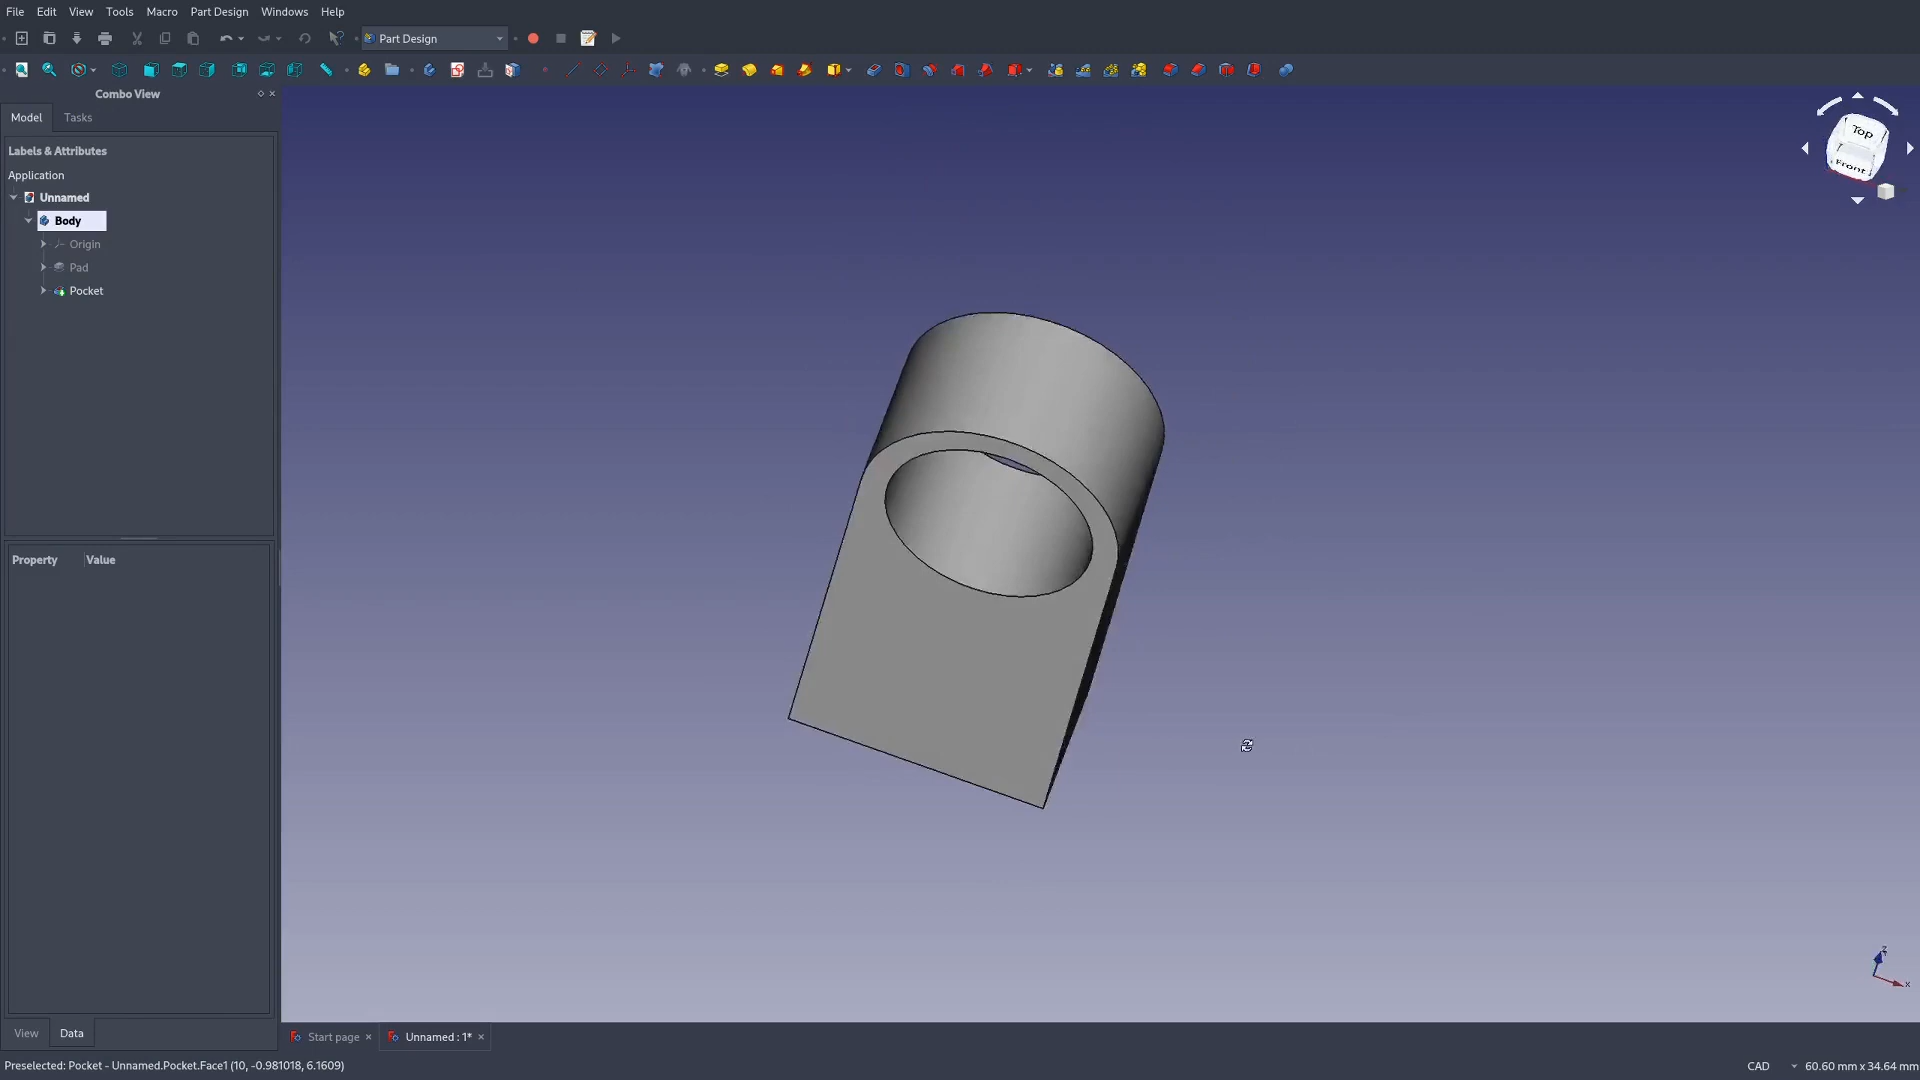 File Edit View Tools Macro Part Design Windows Help
Part Design
Combo View
Model Tasks
Labels & Attributes
Application
Unnamed
Body
Origin
Pad
Pocket
Property Value
View Data
Top
Front
Z
X
Start page Unnamed : 1*
Preselected: Pocket - Unnamed.Pocket.Face1 (10, -0.981018, 6.1609)
CAD 60.60 mm x 34.64 mm